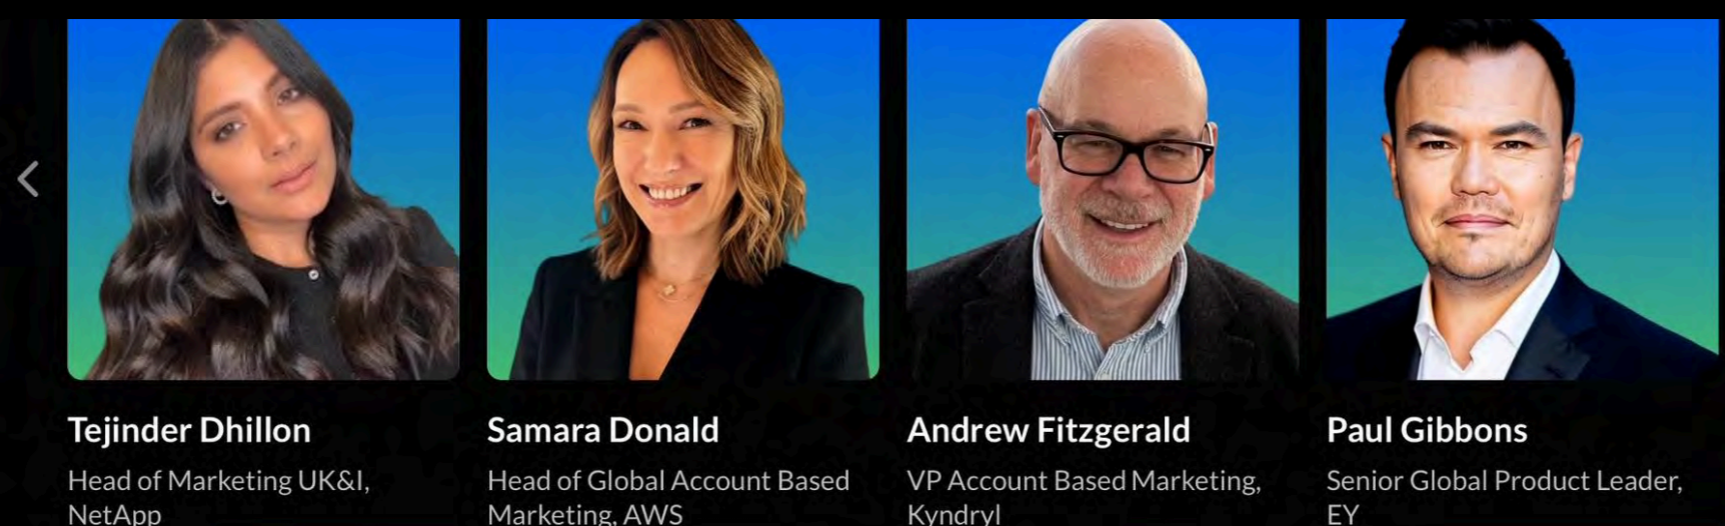 Tejinder Dhillon
Head of Marketing UK&I,
NetApp
Samara Donald
Head of Global Account Based
Marketing, AWS
Andrew Fitzgerald
VP Account Based Marketing,
Kyndryl
Paul Gibbons
Senior Global Product Leader,
EY